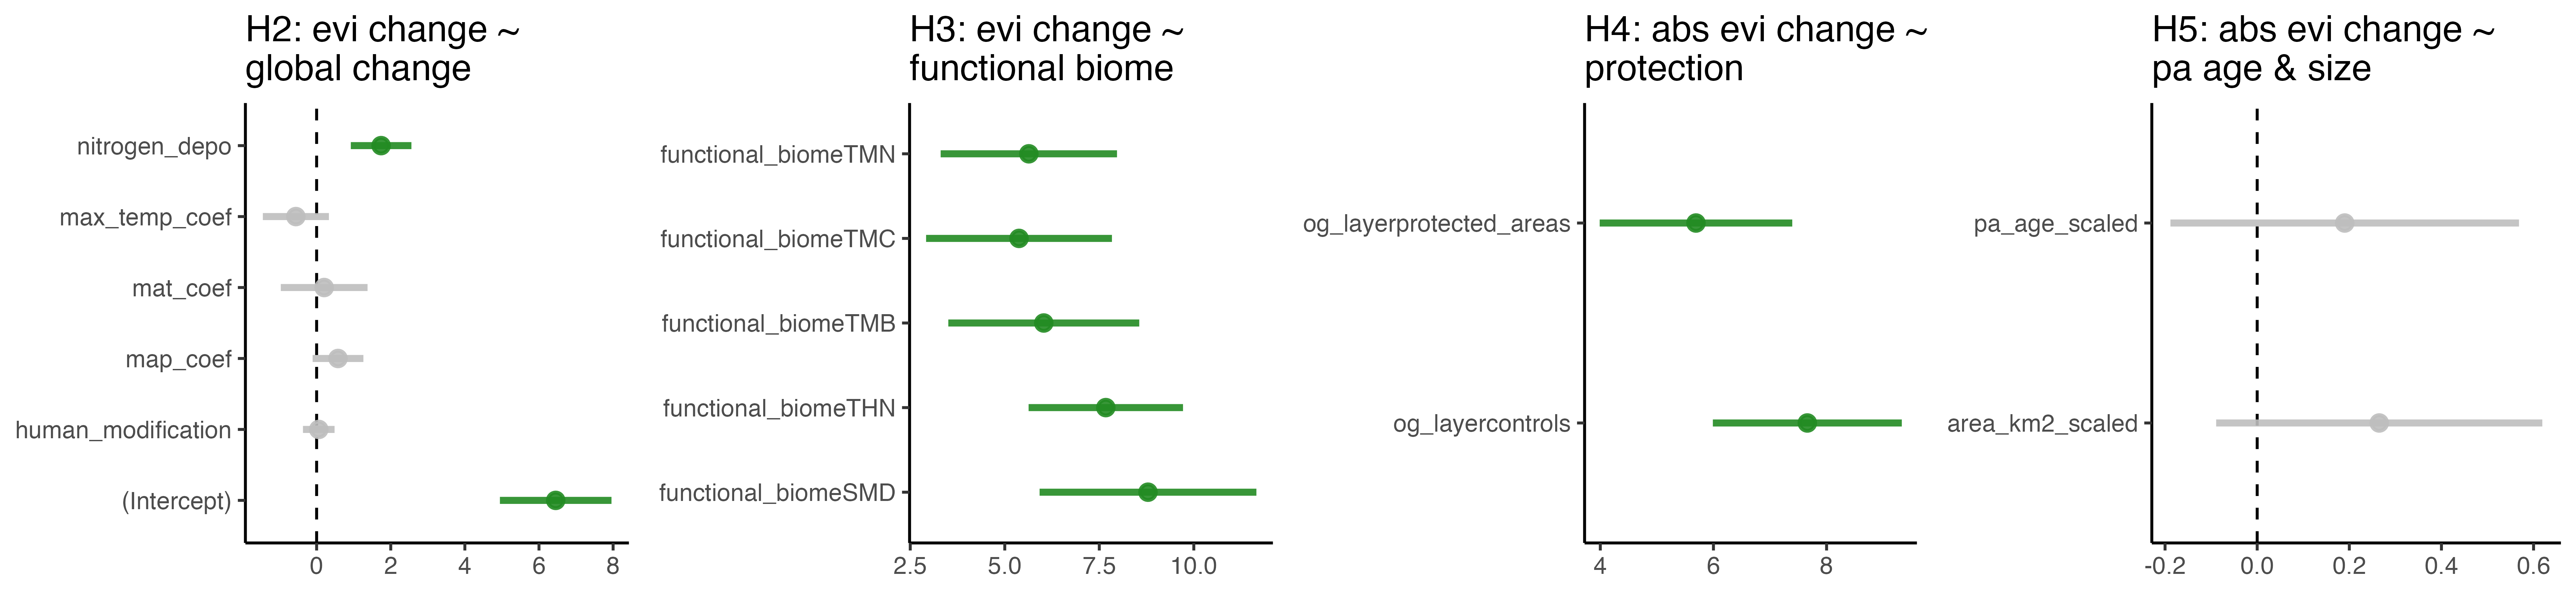 H2: evi change ~
global change
nitrogen_depo
max_temp_coef
mat_coef
map_coef
human_modification
(Intercept)
0 2 4 6 8
H3: evi change ~
functional biome
functional_biomeTMN
functional_biomeTMC
functional_biomeTMB
functional_biomeTHN
functional_biomeSMD
2.5 5.0 7.5 10.0
H4: abs evi change ~
protection
og_layerprotected_areas
og_layercontrols
4 6 8
H5: abs evi change ~
pa age & size
pa_age_scaled
area_km2_scaled
-0.2 0.0 0.2 0.4 0.6